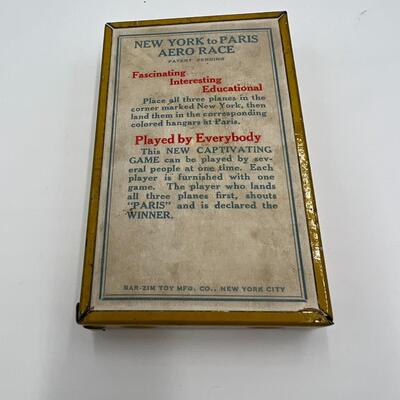 NEW YORK to PARIS
AERO RACE
PATENT PENDING
Fascinating
Interesting
Educational
Place all three planes in the
corner marked New York, then
land them in the corresponding
colored hangars at Paris.
Played by Everybody
This NEW CAPTIVATING
GAME can be played by sev-
eral people at one time. Each
player is furnished with one
game. The player who lands
all three planes first, shouts
"PARIS" and is declared the
WINNER.
BAR-ZIM TOY MFG. CO., NEW YORK CITY